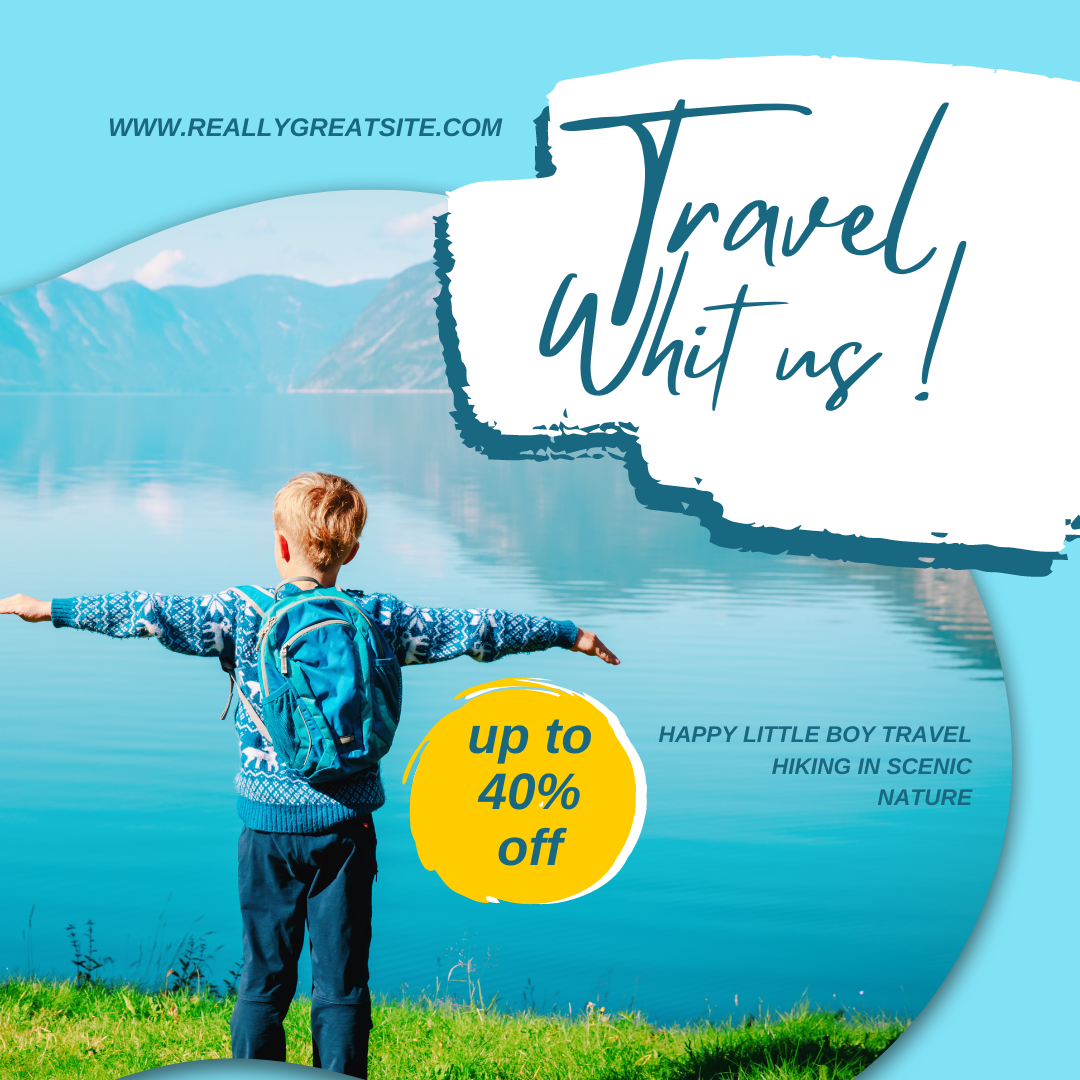 WWW.REALLYGREATSITE.COM
Travel
Whit us !
up to
40%
off
HAPPY LITTLE BOY TRAVEL
HIKING IN SCENIC
NATURE